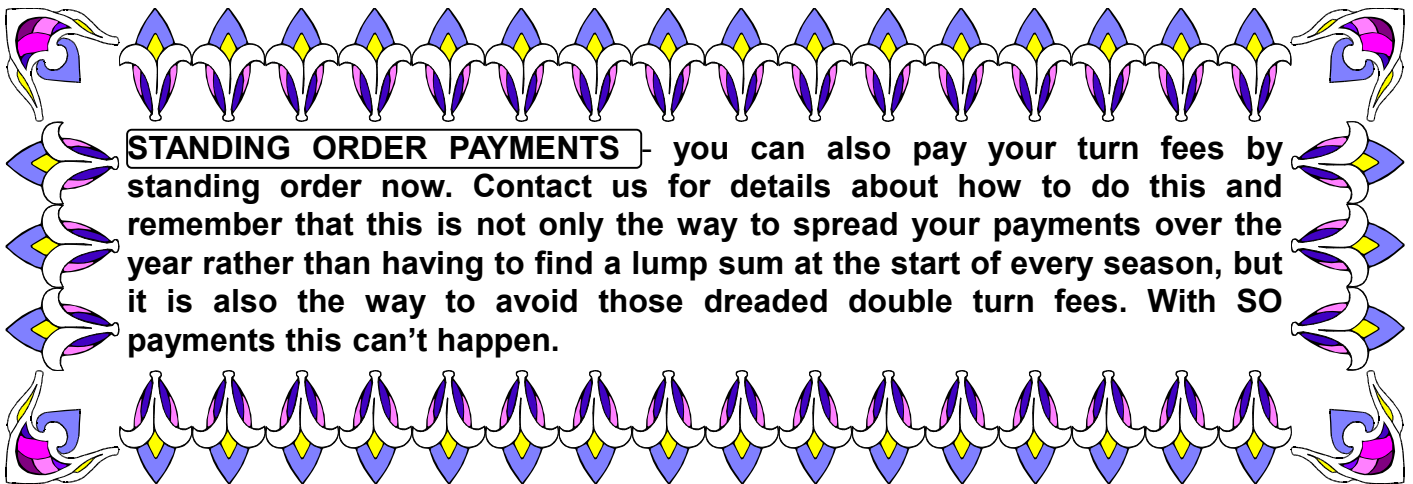 STANDING ORDER PAYMENTS - you can also pay your turn fees by
standing order now. Contact us for details about how to do this and
remember that this is not only the way to spread your payments over the
year rather than having to find a lump sum at the start of every season, but
it is also the way to avoid those dreaded double turn fees. With SO
payments this can’t happen.